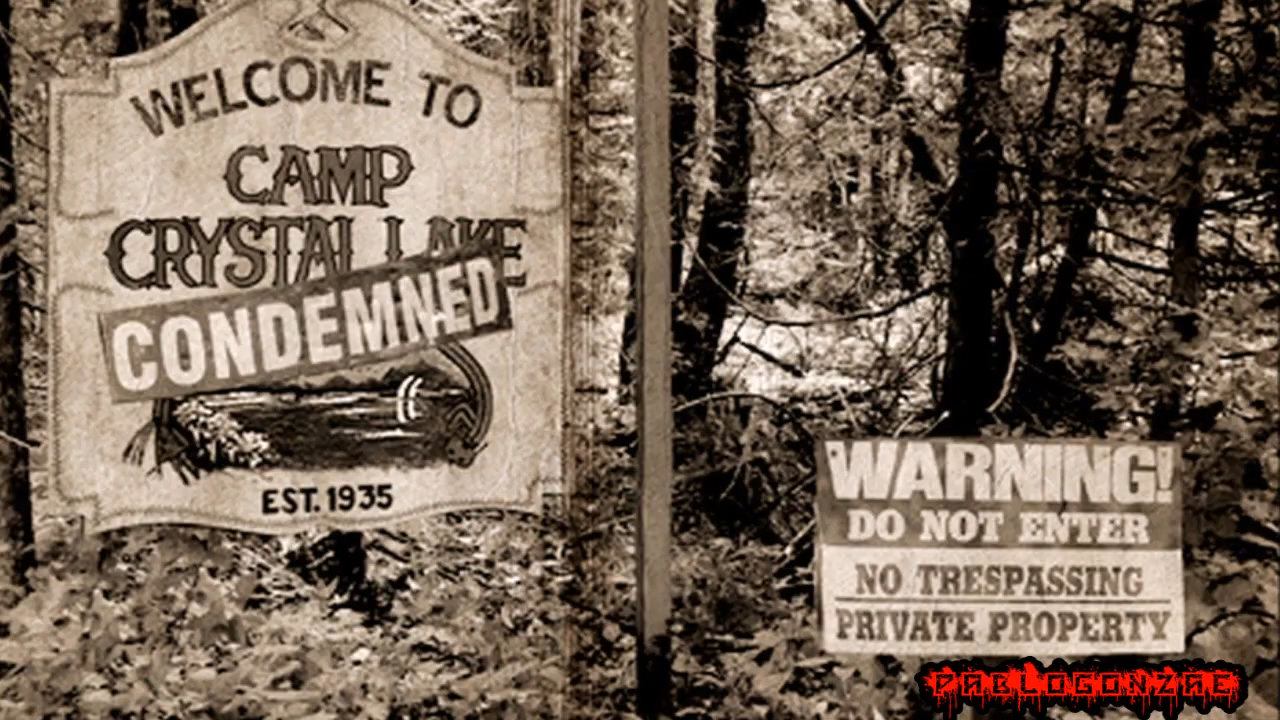 WELCOME TO
CAMP
CRYSTAL LAKE
CONDEMNED
EST. 1935
WARNING!
DO NOT ENTER
NO TRESPASSING
PRIVATE PROPERTY
PABLOGONZAE